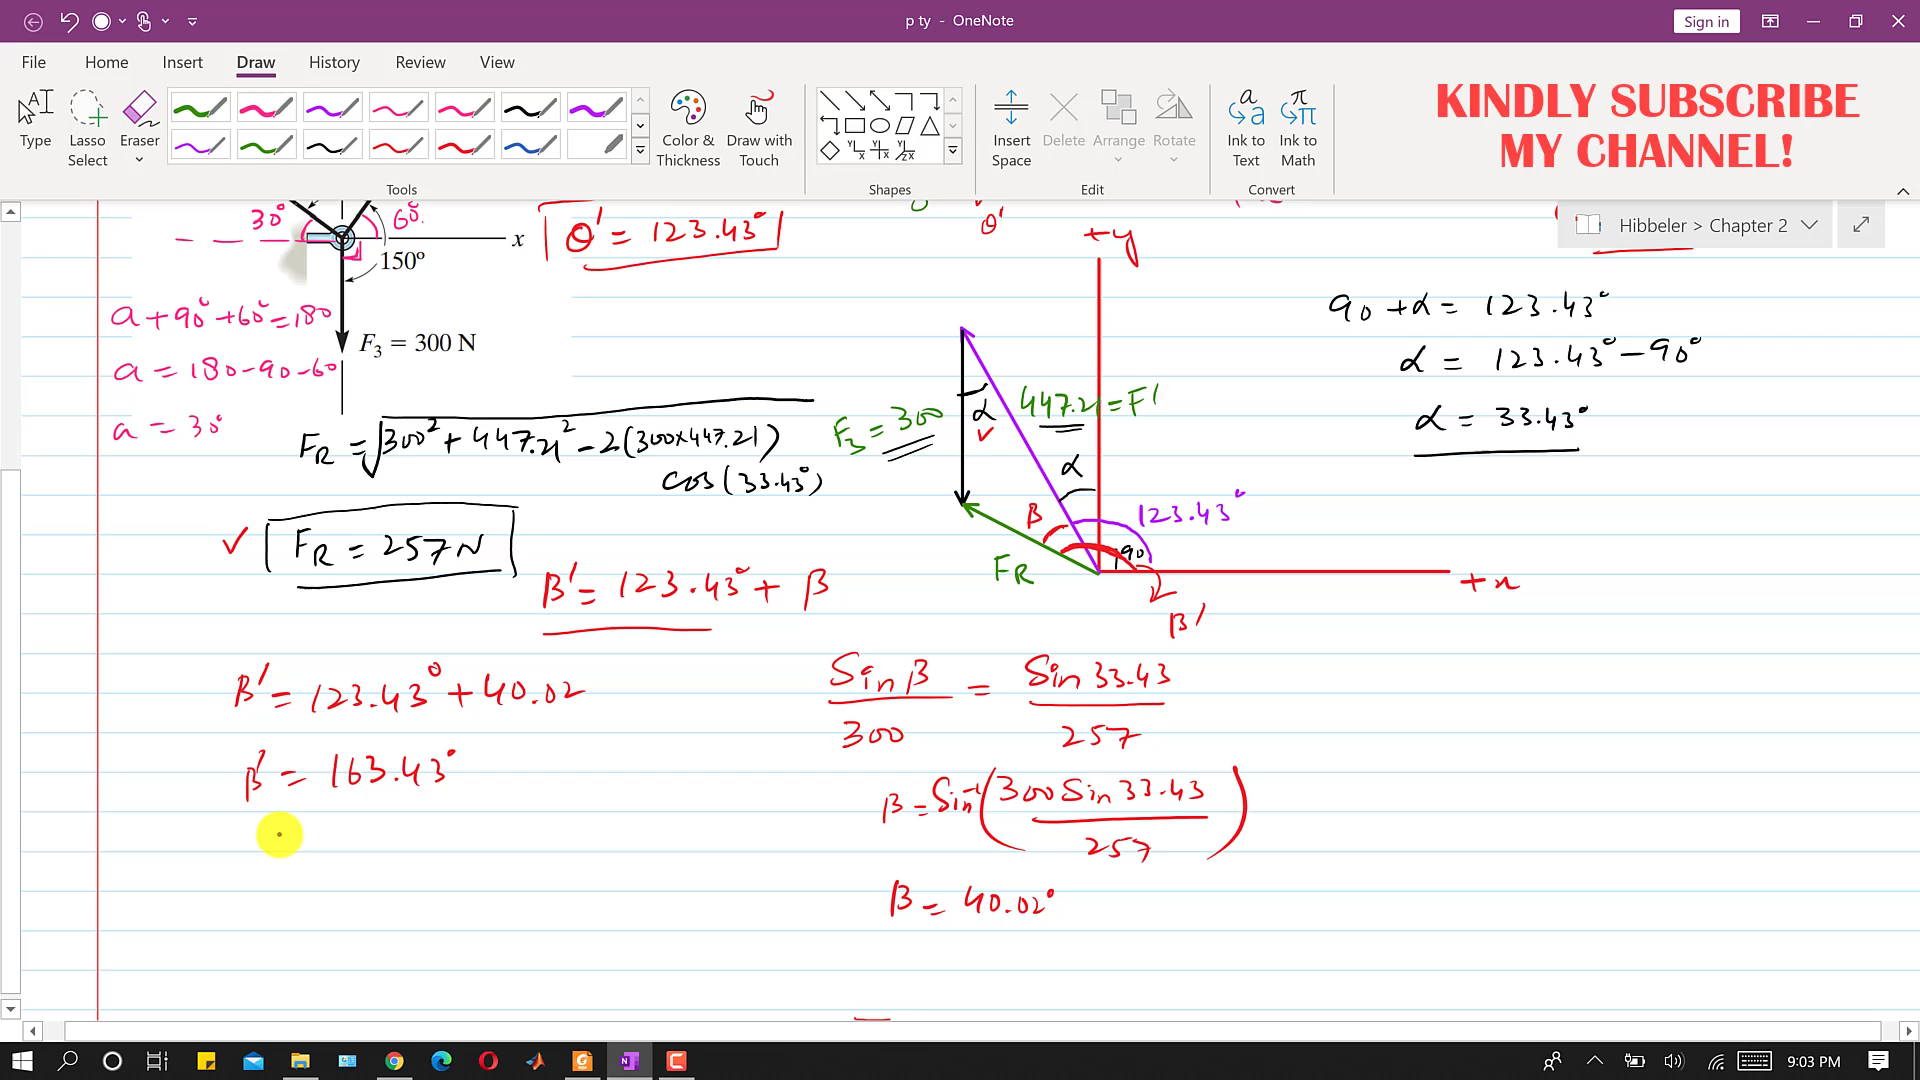 p ty - OneNote
Sign in
File Home Insert Draw History Review View
Type
Lasso Select
Eraser
Color & Thickness
Draw with Touch
Insert Space
Delete
Arrange
Rotate
Ink to Text
Ink to Math
Tools
Shapes
Edit
Convert
KINDLY SUBSCRIBE
MY CHANNEL!
Hibbeler > Chapter 2
30°
60°.
x
150°
F3 = 300 N
a + 90° + 60° = 180
a = 180-90-60
a = 30°
θ' = 123.43°
θ'
+y
90 + α = 123.43°
α = 123.43° - 90°
α = 33.43°
FR = √300² + 447.21² - 2(300x447.21)
cos(33.43°)
F3 = 300
α
447.21 = F'
α
β
123.43°
90
FR
+x
β'
✓ FR = 257N
β' = 123.43° + β
β' = 123.43° + 40.02
β' = 163.43°
Sin β / 300 = Sin 33.43 / 257
β = Sin⁻¹(300 Sin 33.43 / 257)
β = 40.02°
9:03 PM